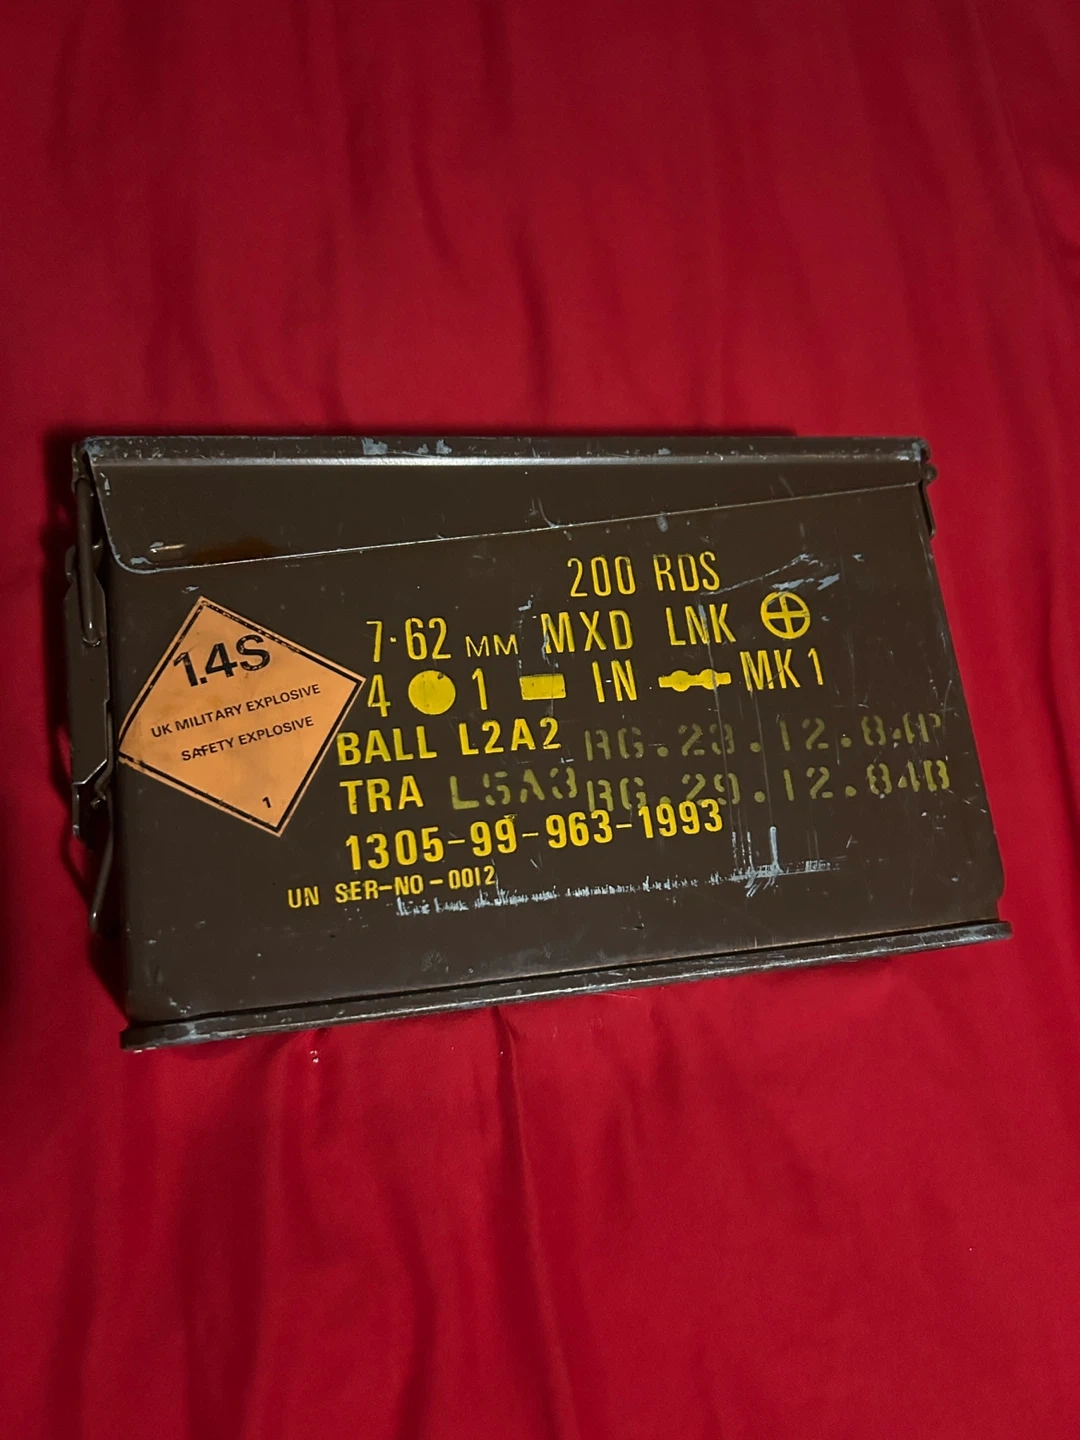 1.4S
UK MILITARY EXPLOSIVE
SAFETY EXPLOSIVE
1
200 RDS
7·62 MM MXD LNK
4 1 IN MK1
BALL L2A2 RG.23.12.84P
TRA L5A3 RG.29.12.84B
1305-99-963-1993
UN SER-NO-0012